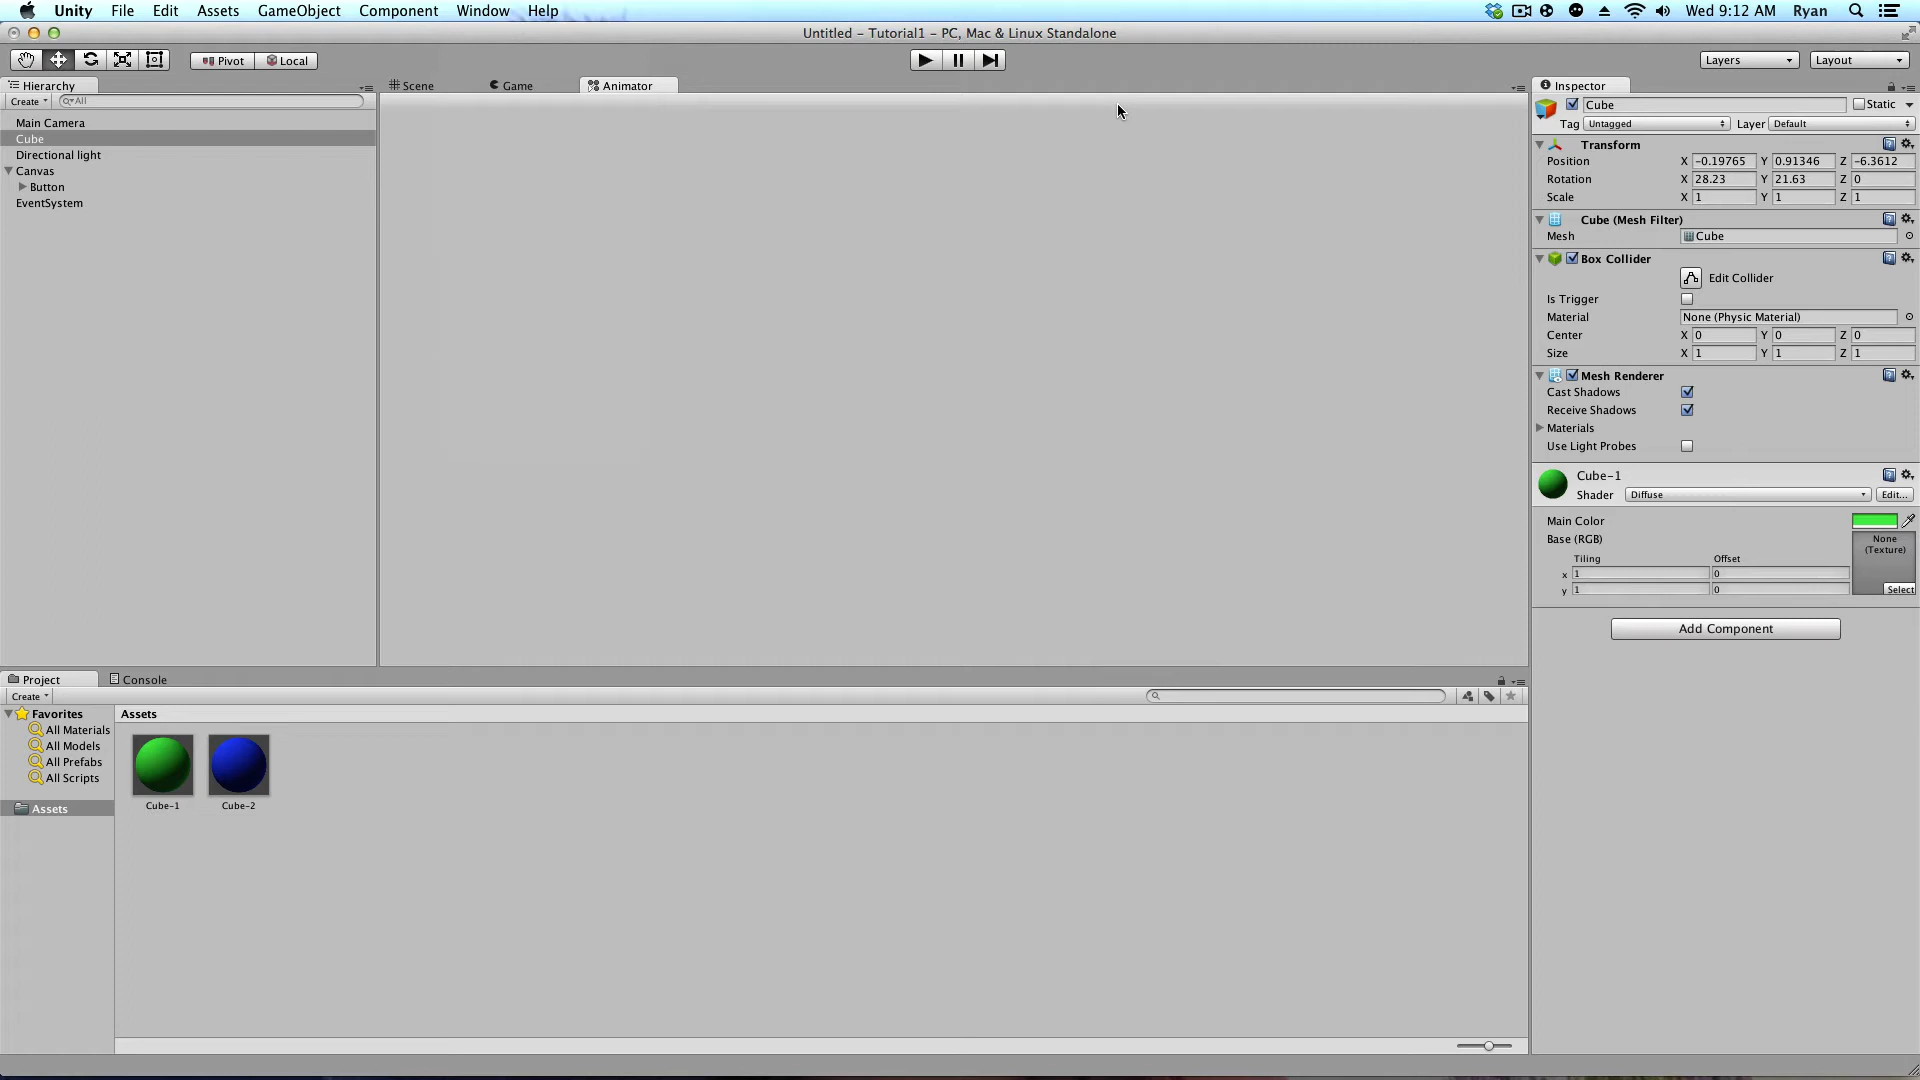 Unity File Edit Assets GameObject Component Window Help Wed 9:12 AM Ryan
Untitled - Tutorial1 - PC, Mac & Linux Standalone
Pivot Local Layers Layout
Hierarchy Scene Game Animator Inspector
Create All
Cube Static
Tag Untagged Layer Default
Main Camera
Cube
Directional light
Canvas
Button
EventSystem
Transform
Position X -0.19765 Y 0.91346 Z -6.3612
Rotation X 28.23 Y 21.63 Z 0
Scale X 1 Y 1 Z 1
Cube (Mesh Filter)
Mesh Cube
Box Collider
Edit Collider
Is Trigger
Material None (Physic Material)
Center X 0 Y 0 Z 0
Size X 1 Y 1 Z 1
Mesh Renderer
Cast Shadows
Receive Shadows
Materials
Use Light Probes
Cube-1
Shader Diffuse Edit...
Main Color
Base (RGB) None
(Texture)
Tiling Offset
x 1 0
y 1 0 Select
Add Component
Project Console
Create
Favorites
All Materials
All Models
All Prefabs
All Scripts
Assets
Assets
Cube-1 Cube-2